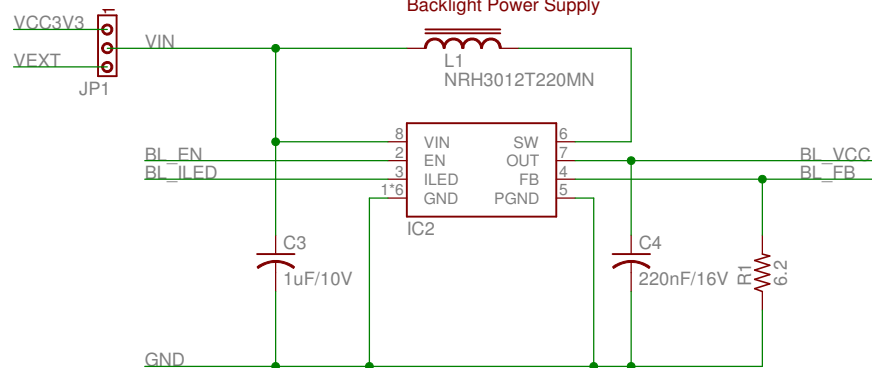 Backlight Power Supply
VCC3V3
1
VIN
VEXT
JP1
L1
NRH3012T220MN
8 VIN SW 6
BL_EN 2 EN OUT 7 BL_VCC
BL_ILED 3 ILED FB 4 BL_FB
1*6 GND PGND 5
IC2
C3
1uF/10V
C4
220nF/16V
R1
6.2
GND